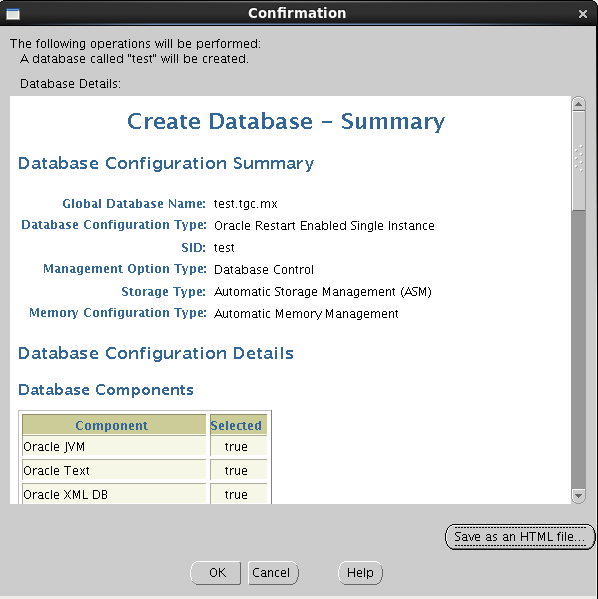 Confirmation
The following operations will be performed:
A database called "test" will be created.
Database Details:
Create Database - Summary
Database Configuration Summary
Global Database Name: test.tgc.mx
Database Configuration Type: Oracle Restart Enabled Single Instance
SID: test
Management Option Type: Database Control
Storage Type: Automatic Storage Management (ASM)
Memory Configuration Type: Automatic Memory Management
Database Configuration Details
Database Components
Component Selected
Oracle JVM true
Oracle Text true
Oracle XML DB true
Save as an HTML file...
OK Cancel Help